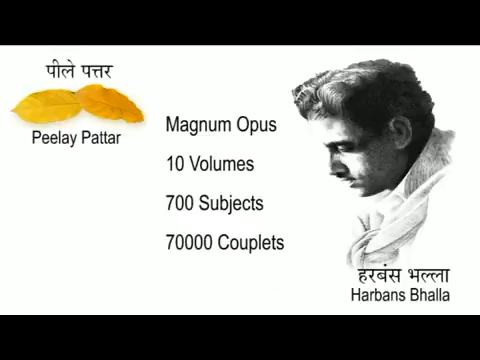 पीले पत्तर
Peelay Pattar
Magnum Opus
10 Volumes
700 Subjects
70000 Couplets
हरबंस भल्ला
Harbans Bhalla